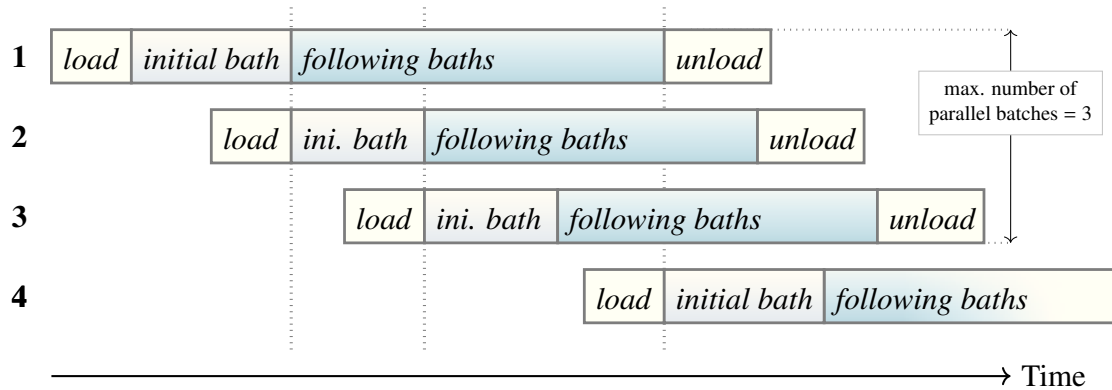 1 load initial bath following baths unload
max. number of
parallel batches = 3
2 load ini. bath following baths unload
3 load ini. bath following baths unload
4 load initial bath following baths
Time